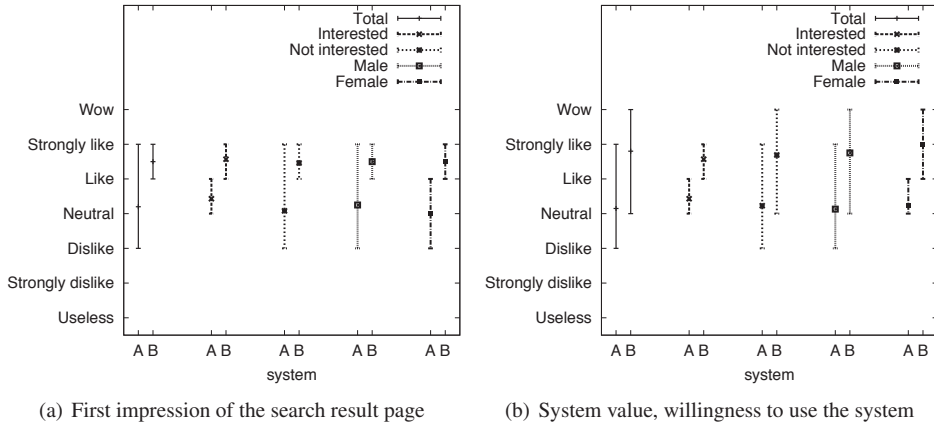 Total
Interested
Not interested
Male
Female
Wow
Strongly like
Like
Neutral
Dislike
Strongly dislike
Useless
A B A B A B A B A B
system
(a) First impression of the search result page
Total
Interested
Not interested
Male
Female
Wow
Strongly like
Like
Neutral
Dislike
Strongly dislike
Useless
A B A B A B A B A B
system
(b) System value, willingness to use the system